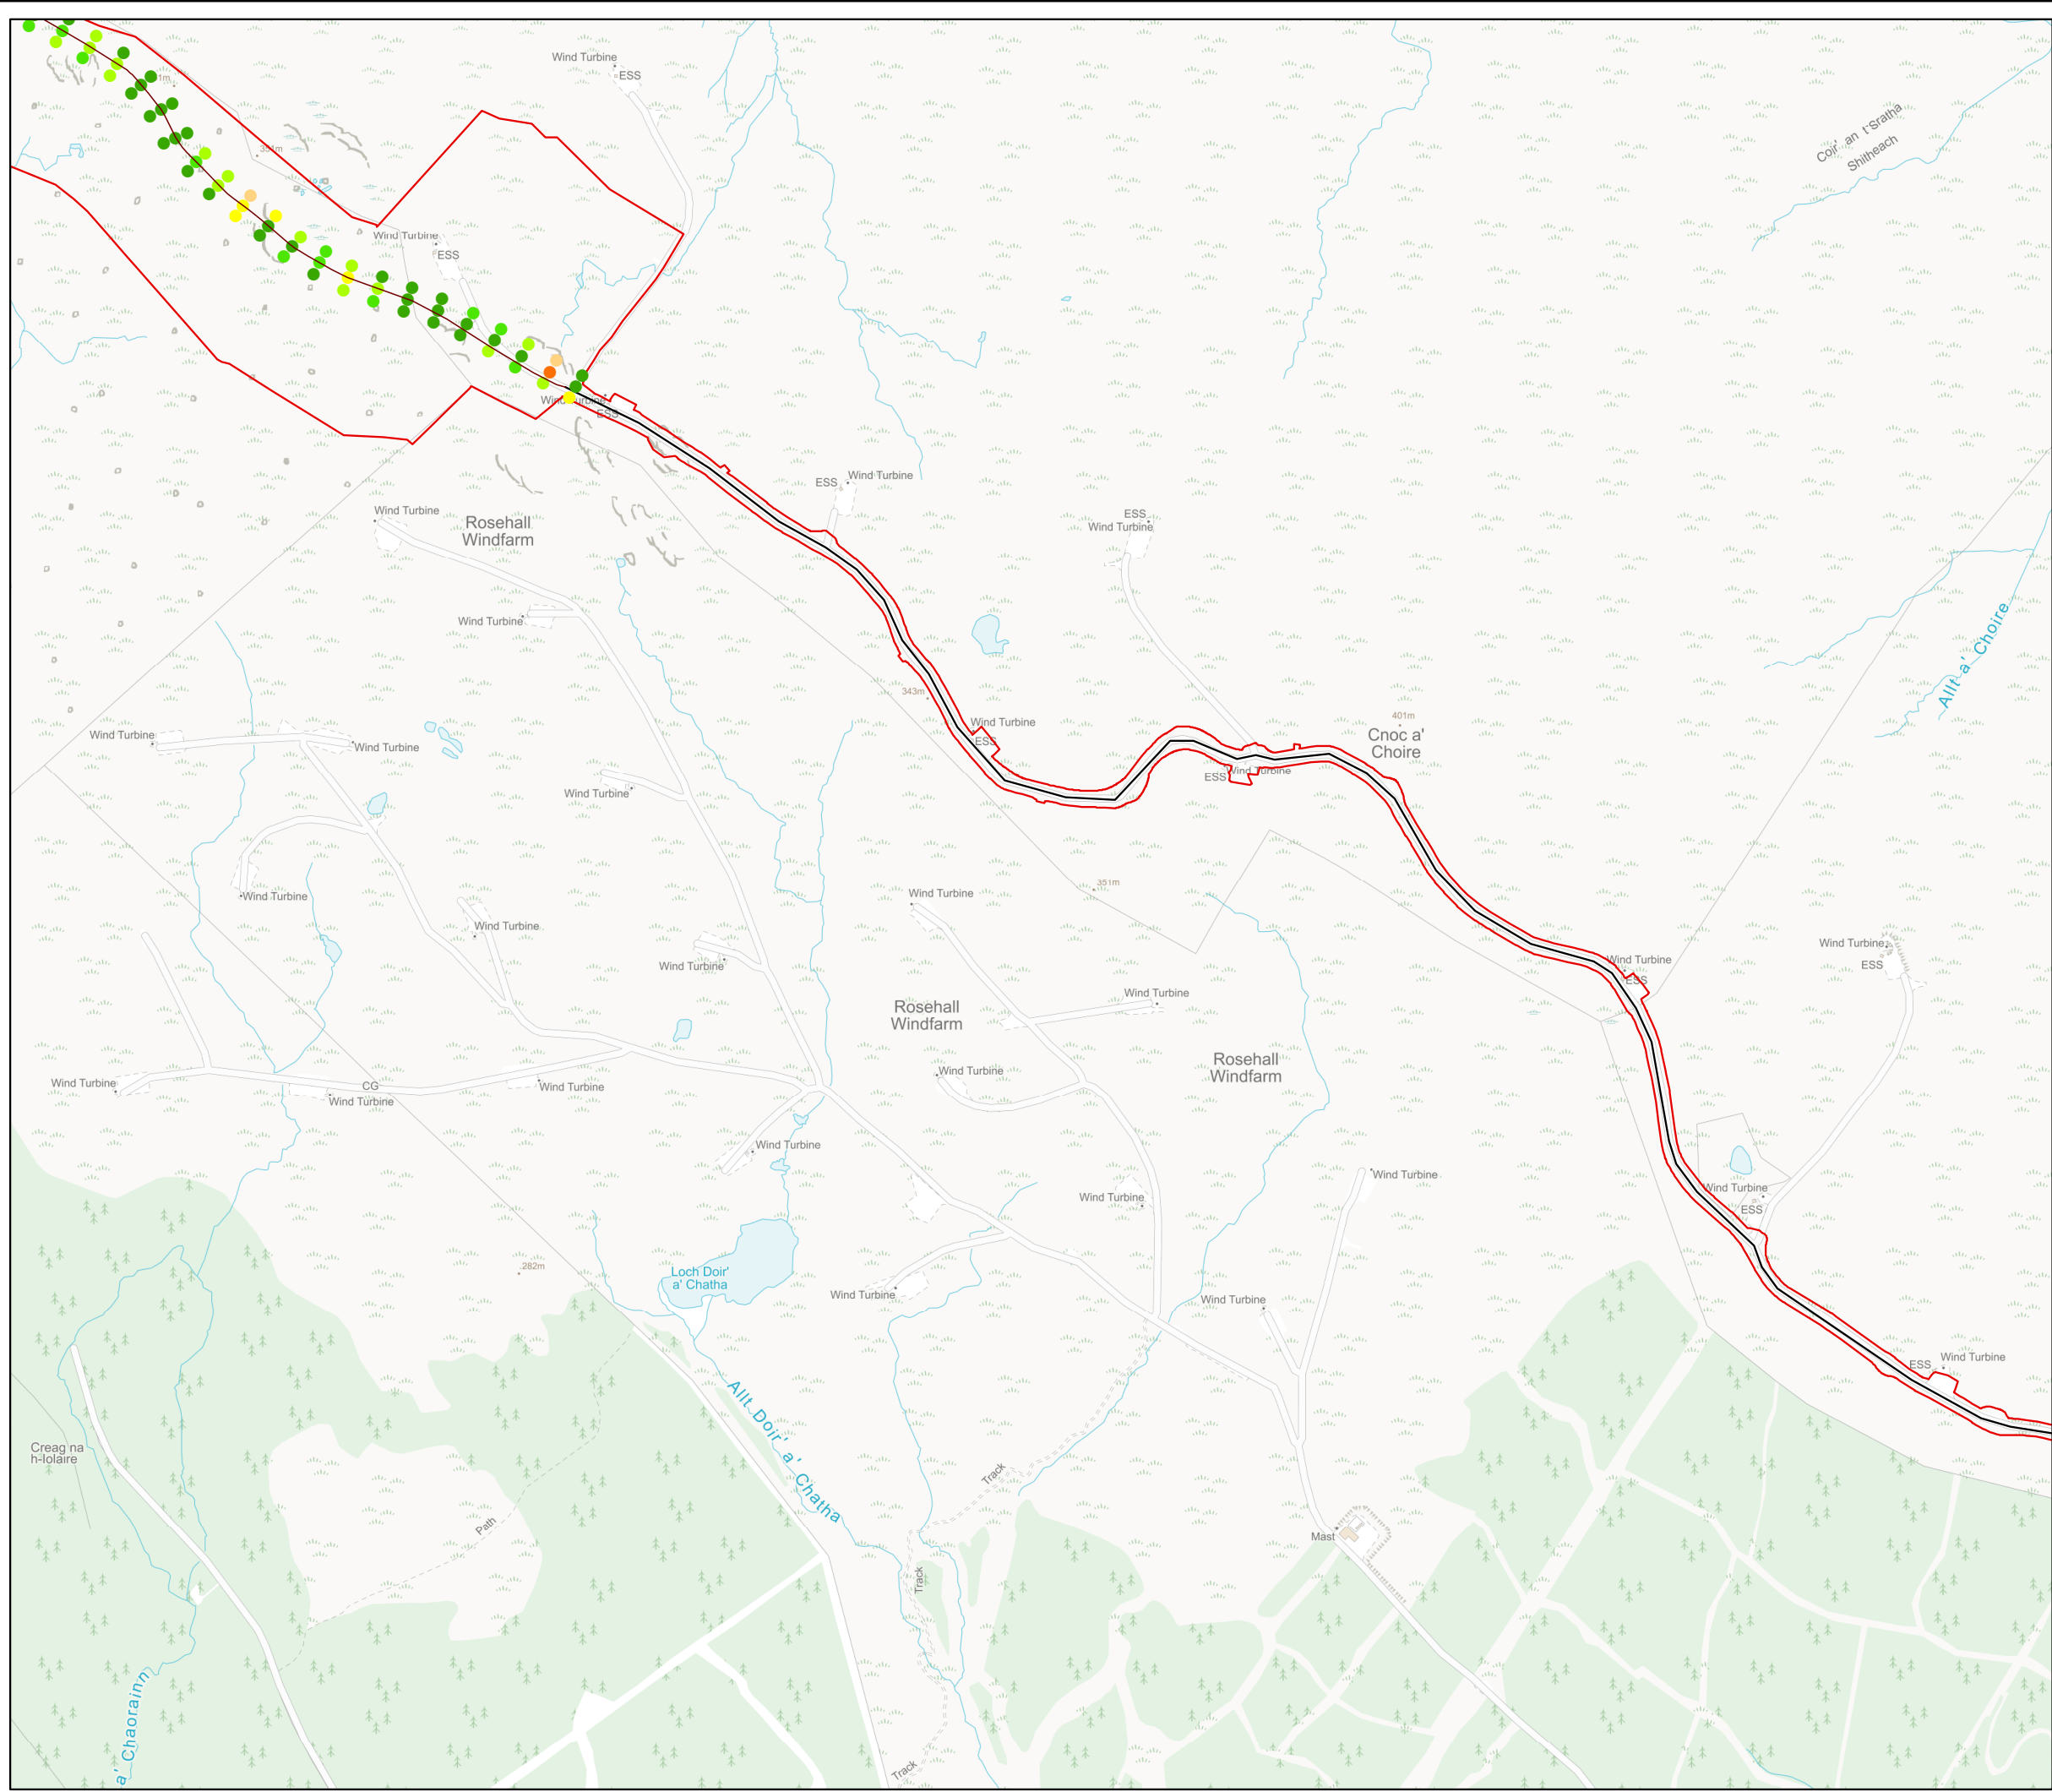 Wind Turbine
ESS
1m
351m
Coir' an t-Sratha
Shitheach
Wind Turbine
ESS
Wind Turbine
ESS
ESS
Wind Turbine
Wind Turbine
Rosehall
Windfarm
ESS
Wind Turbine
Wind Turbine
Allt a' Choire
343m
Wind Turbine
ESS
401m
Cnoc a'
Choire
Wind Turbine
Wind Turbine
ESS
Wind Turbine
Wind Turbine
351m
Wind Turbine
Wind Turbine
Wind Turbine
Wind Turbine
Wind Turbine
ESS
Wind Turbine
ESS
Wind Turbine
Rosehall
Windfarm
Rosehall
Windfarm
Wind Turbine
Wind Turbine
CG
Wind Turbine
Wind Turbine
Wind Turbine
Wind Turbine
Wind Turbine
Wind Turbine
ESS
282m
Loch Doir'
a' Chatha
Wind Turbine
Wind Turbine
ESS
Wind Turbine
Allt Doir' a' Chatha
Creag na
h-Iolaire
Track
Path
Mast
Track
a' Chaorainn
Track